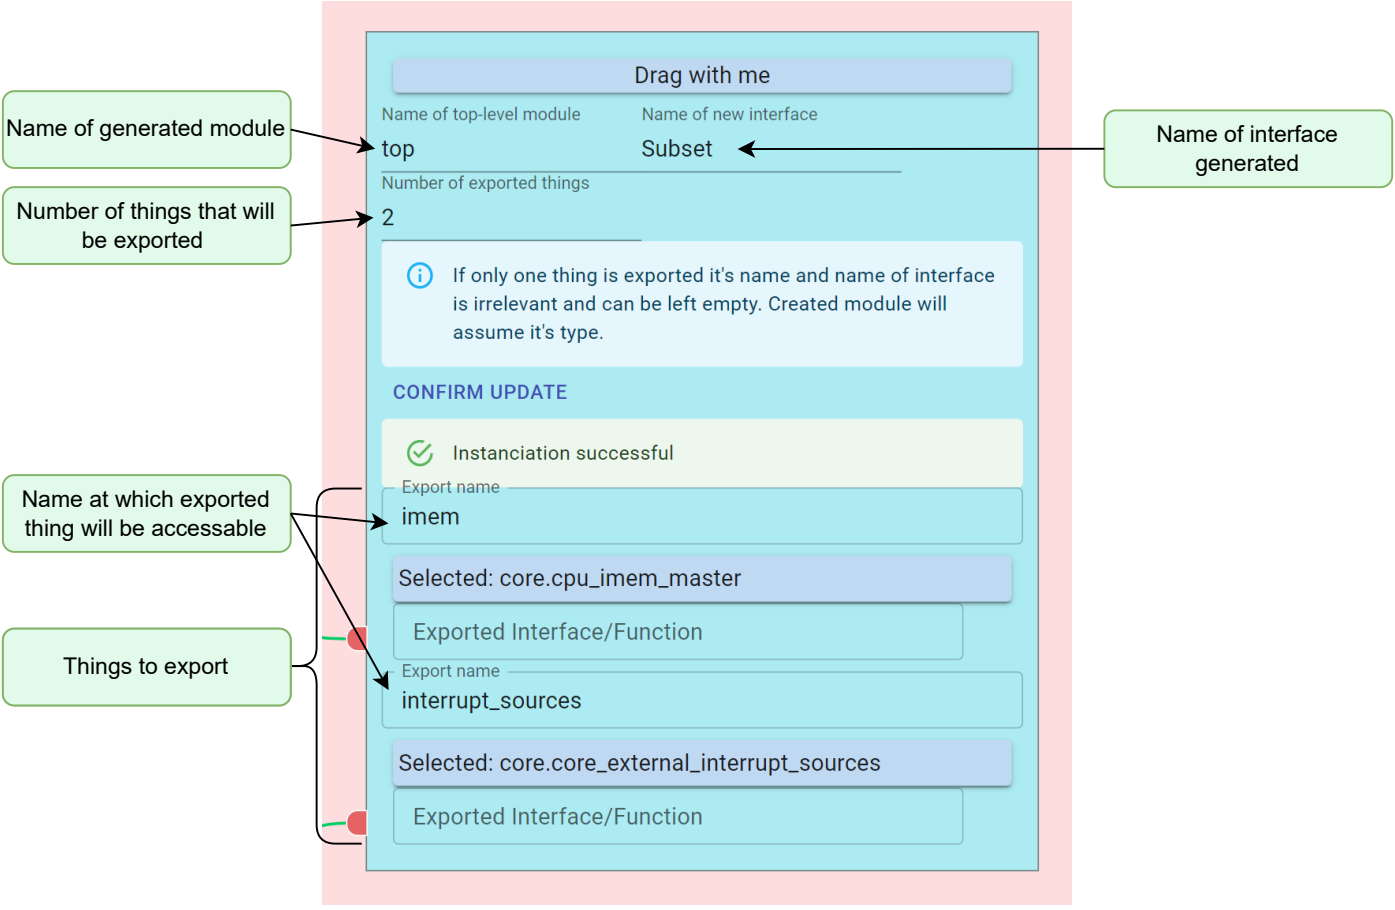 Drag with me
Name of generated module
Name of top-level module
Name of new interface
top
Subset
Name of interface
generated
Number of things that will
be exported
Number of exported things
2
If only one thing is exported it's name and name of interface
is irrelevant and can be left empty. Created module will
assume it's type.
CONFIRM UPDATE
Instanciation successful
Name at which exported
thing will be accessable
Export name
imem
Selected: core.cpu_imem_master
Exported Interface/Function
Things to export
Export name
interrupt_sources
Selected: core.core_external_interrupt_sources
Exported Interface/Function